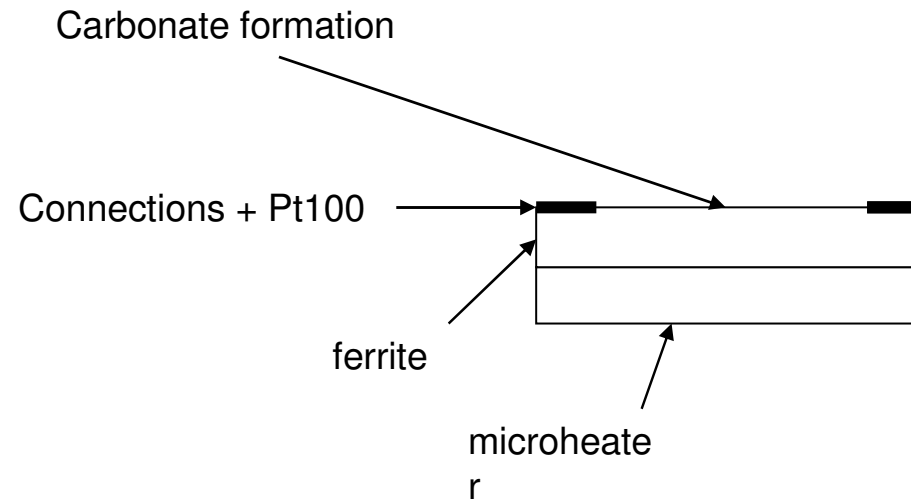 Carbonate formation
Connections + Pt100
ferrite
microheate
r